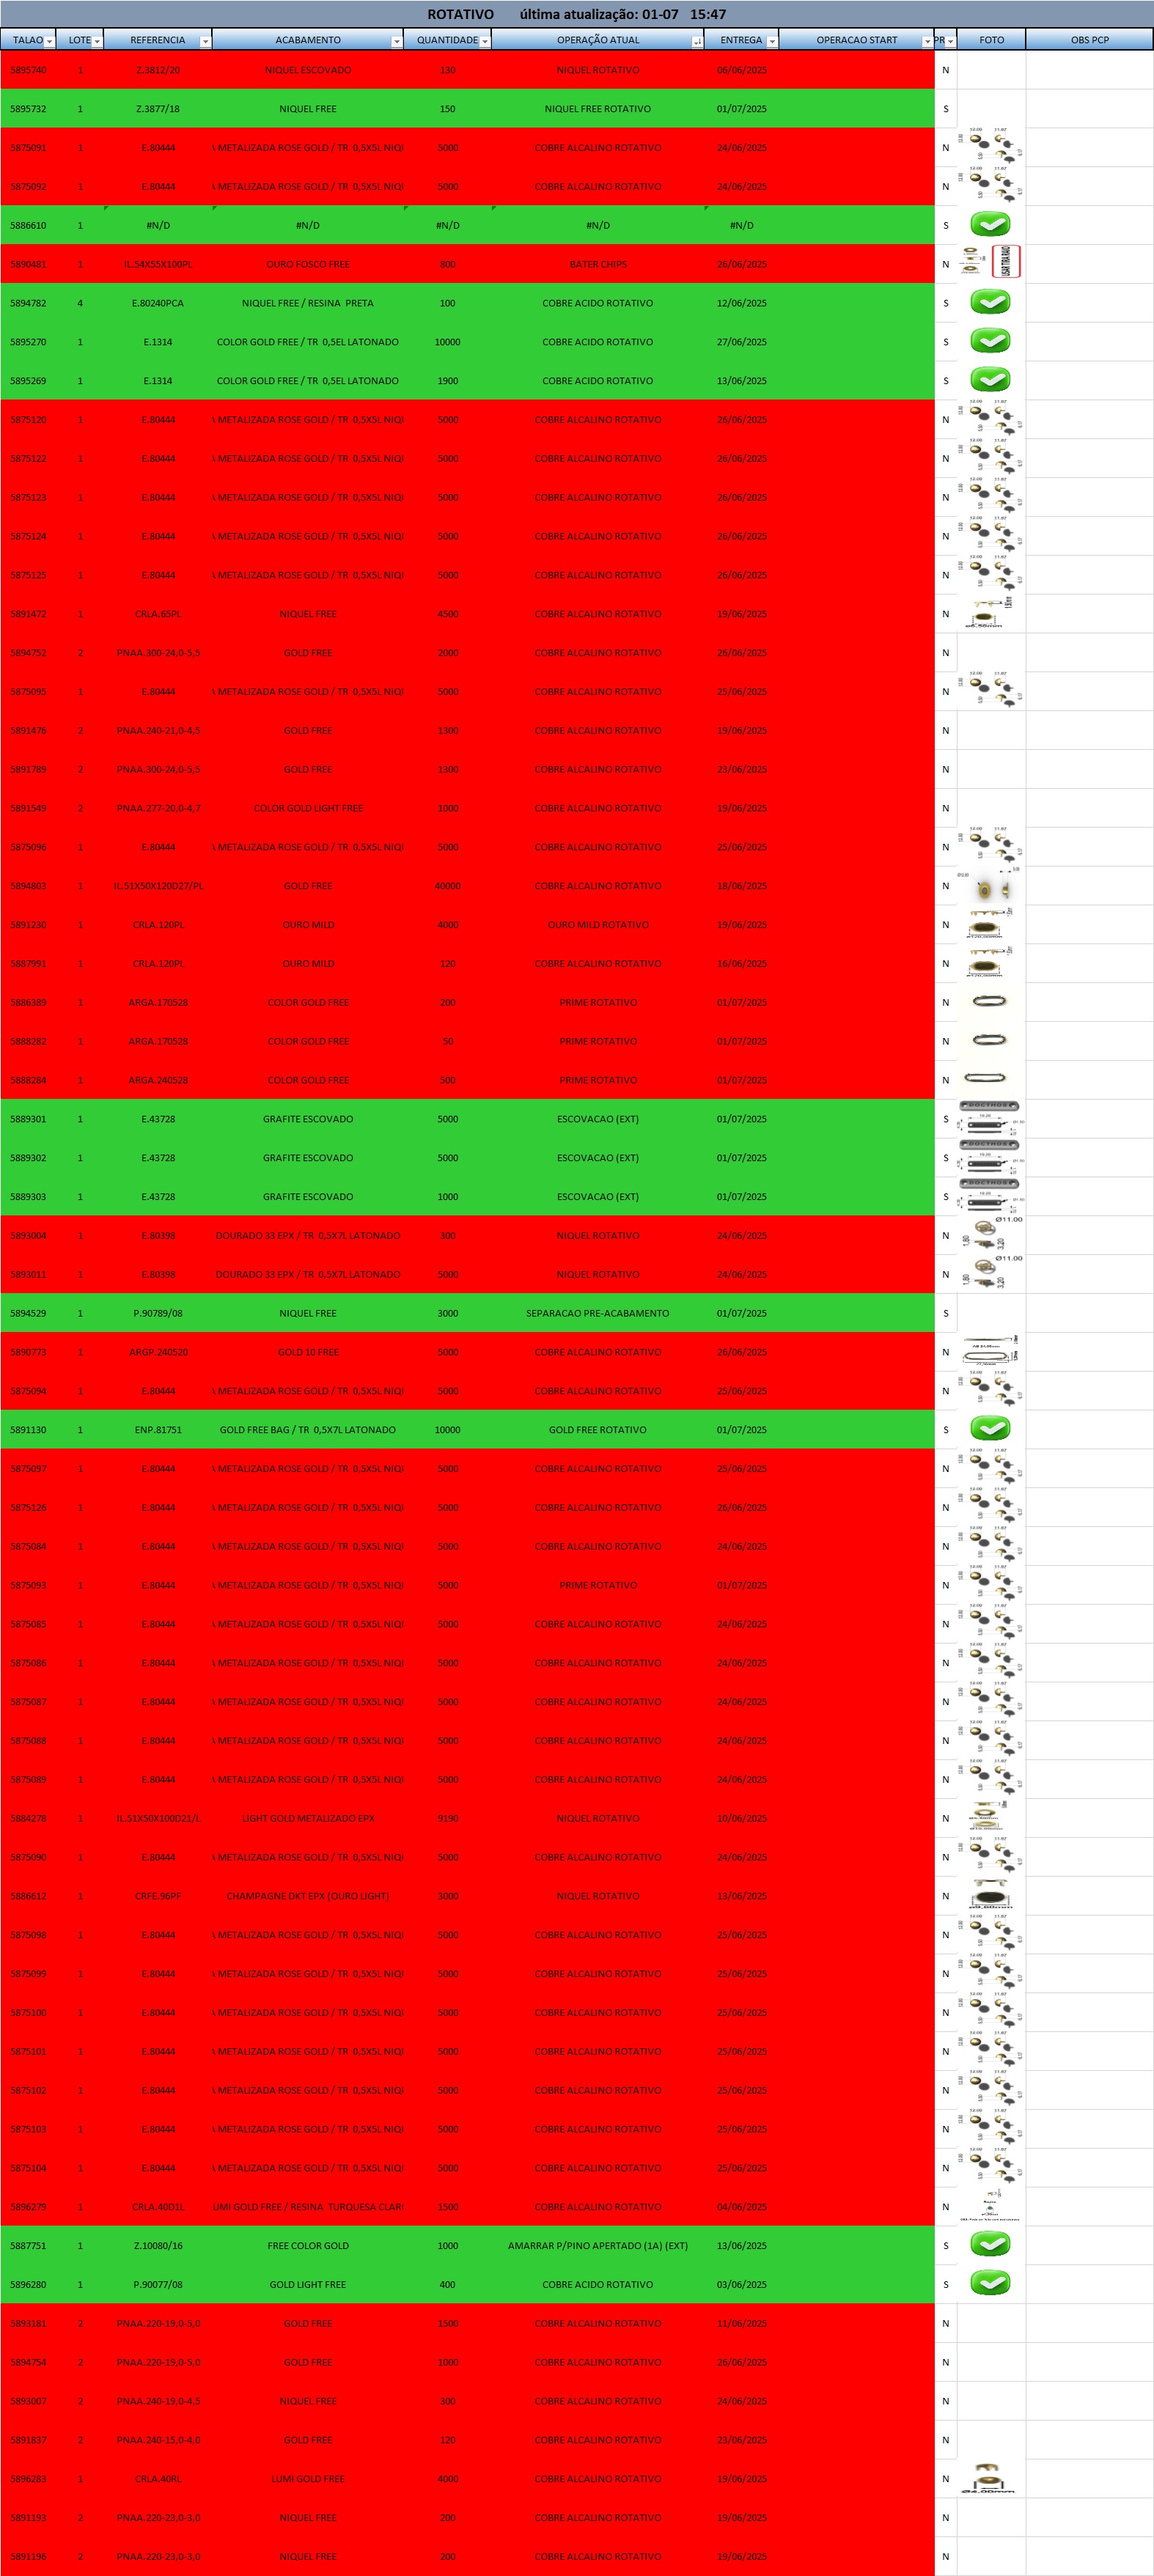 ROTATIVO última atualização: 01-07 15:47
TALAO LOTE REFERENCIA ACABAMENTO QUANTIDADE OPERAÇÃO ATUAL ENTREGA OPERACAO START PR FOTO OBS PCP
5895740 1 Z.3812/20 NIQUEL ESCOVADO 130 NIQUEL ROTATIVO 06/06/2025 N
5895732 1 Z.3877/18 NIQUEL FREE 150 NIQUEL FREE ROTATIVO 01/07/2025 S
5875091 1 E.80444 METALIZADA ROSE GOLD / TR 0,5X5L NIQ 5000 COBRE ALCALINO ROTATIVO 24/06/2025 N
5875092 1 E.80444 METALIZADA ROSE GOLD / TR 0,5X5L NIQ 5000 COBRE ALCALINO ROTATIVO 24/06/2025 N
5886610 1 #N/D #N/D #N/D #N/D #N/D S
5890481 1 IL.54X55X100PL OURO FOSCO FREE 800 BATER CHIPS 26/06/2025 N
5894782 4 E.80240PCA NIQUEL FREE / RESINA PRETA 100 COBRE ACIDO ROTATIVO 12/06/2025 S
5895270 1 E.1314 COLOR GOLD FREE / TR 0,5EL LATONADO 10000 COBRE ACIDO ROTATIVO 27/06/2025 S
5895269 1 E.1314 COLOR GOLD FREE / TR 0,5EL LATONADO 1900 COBRE ACIDO ROTATIVO 13/06/2025 S
5875120 1 E.80444 METALIZADA ROSE GOLD / TR 0,5X5L NIQ 5000 COBRE ALCALINO ROTATIVO 26/06/2025 N
5875122 1 E.80444 METALIZADA ROSE GOLD / TR 0,5X5L NIQ 5000 COBRE ALCALINO ROTATIVO 26/06/2025 N
5875123 1 E.80444 METALIZADA ROSE GOLD / TR 0,5X5L NIQ 5000 COBRE ALCALINO ROTATIVO 26/06/2025 N
5875124 1 E.80444 METALIZADA ROSE GOLD / TR 0,5X5L NIQ 5000 COBRE ALCALINO ROTATIVO 26/06/2025 N
5875125 1 E.80444 METALIZADA ROSE GOLD / TR 0,5X5L NIQ 5000 COBRE ALCALINO ROTATIVO 26/06/2025 N
5891472 1 CRLA.65PL NIQUEL FREE 4500 COBRE ALCALINO ROTATIVO 19/06/2025 N
5894752 2 PNAA.300-24,0-5,5 GOLD FREE 2000 COBRE ALCALINO ROTATIVO 26/06/2025 N
5875095 1 E.80444 METALIZADA ROSE GOLD / TR 0,5X5L NIQ 5000 COBRE ALCALINO ROTATIVO 25/06/2025 N
5891476 2 PNAA.240-21,0-4,5 GOLD FREE 1300 COBRE ALCALINO ROTATIVO 19/06/2025 N
5891789 2 PNAA.300-24,0-5,5 GOLD FREE 1300 COBRE ALCALINO ROTATIVO 23/06/2025 N
5891549 2 PNAA.277-20,0-4,7 COLOR GOLD LIGHT FREE 1000 COBRE ALCALINO ROTATIVO 19/06/2025 N
5875096 1 E.80444 METALIZADA ROSE GOLD / TR 0,5X5L NIQ 5000 COBRE ALCALINO ROTATIVO 25/06/2025 N
5894803 1 IL.51X50X120D27/PL GOLD FREE 40000 COBRE ALCALINO ROTATIVO 18/06/2025 N
5891230 1 CRLA.120PL OURO MILD 4000 OURO MILD ROTATIVO 19/06/2025 N
5887991 1 CRLA.120PL OURO MILD 120 COBRE ALCALINO ROTATIVO 16/06/2025 N
5886389 1 ARGA.170528 COLOR GOLD FREE 200 PRIME ROTATIVO 01/07/2025 N
5888282 1 ARGA.170528 COLOR GOLD FREE 50 PRIME ROTATIVO 01/07/2025 N
5888284 1 ARGA.240528 COLOR GOLD FREE 500 PRIME ROTATIVO 01/07/2025 N
5889301 1 E.43728 GRAFITE ESCOVADO 5000 ESCOVACAO (EXT) 01/07/2025 S DOCTHOS
5889302 1 E.43728 GRAFITE ESCOVADO 5000 ESCOVACAO (EXT) 01/07/2025 S DOCTHOS
5889303 1 E.43728 GRAFITE ESCOVADO 1000 ESCOVACAO (EXT) 01/07/2025 S DOCTHOS
5893004 1 E.80398 DOURADO 33 EPX / TR 0,5X7L LATONADO 300 NIQUEL ROTATIVO 24/06/2025 N Ø11.00 1,80 3,20
5893011 1 E.80398 DOURADO 33 EPX / TR 0,5X7L LATONADO 5000 NIQUEL ROTATIVO 24/06/2025 N Ø11.00 1,80 3,20
5894529 1 P.90789/08 NIQUEL FREE 3000 SEPARACAO PRE-ACABAMENTO 01/07/2025 S
5890773 1 ARGP.240520 GOLD 10 FREE 5000 COBRE ALCALINO ROTATIVO 26/06/2025 N
5875094 1 E.80444 METALIZADA ROSE GOLD / TR 0,5X5L NIQ 5000 COBRE ALCALINO ROTATIVO 25/06/2025 N
5891130 1 ENP.81751 GOLD FREE BAG / TR 0,5X7L LATONADO 10000 GOLD FREE ROTATIVO 01/07/2025 S
5875097 1 E.80444 METALIZADA ROSE GOLD / TR 0,5X5L NIQ 5000 COBRE ALCALINO ROTATIVO 25/06/2025 N
5875126 1 E.80444 METALIZADA ROSE GOLD / TR 0,5X5L NIQ 5000 COBRE ALCALINO ROTATIVO 26/06/2025 N
5875084 1 E.80444 METALIZADA ROSE GOLD / TR 0,5X5L NIQ 5000 COBRE ALCALINO ROTATIVO 24/06/2025 N
5875093 1 E.80444 METALIZADA ROSE GOLD / TR 0,5X5L NIQ 5000 PRIME ROTATIVO 01/07/2025 N
5875085 1 E.80444 METALIZADA ROSE GOLD / TR 0,5X5L NIQ 5000 COBRE ALCALINO ROTATIVO 24/06/2025 N
5875086 1 E.80444 METALIZADA ROSE GOLD / TR 0,5X5L NIQ 5000 COBRE ALCALINO ROTATIVO 24/06/2025 N
5875087 1 E.80444 METALIZADA ROSE GOLD / TR 0,5X5L NIQ 5000 COBRE ALCALINO ROTATIVO 24/06/2025 N
5875088 1 E.80444 METALIZADA ROSE GOLD / TR 0,5X5L NIQ 5000 COBRE ALCALINO ROTATIVO 24/06/2025 N
5875089 1 E.80444 METALIZADA ROSE GOLD / TR 0,5X5L NIQ 5000 COBRE ALCALINO ROTATIVO 24/06/2025 N
5884278 1 IL.51X50X100D21/L LIGHT GOLD METALIZADO EPX 9190 NIQUEL ROTATIVO 10/06/2025 N
5875090 1 E.80444 METALIZADA ROSE GOLD / TR 0,5X5L NIQ 5000 COBRE ALCALINO ROTATIVO 24/06/2025 N
5886612 1 CRFE.96PF CHAMPAGNE DKT EPX (OURO LIGHT) 3000 NIQUEL ROTATIVO 13/06/2025 N
5875098 1 E.80444 METALIZADA ROSE GOLD / TR 0,5X5L NIQ 5000 COBRE ALCALINO ROTATIVO 25/06/2025 N
5875099 1 E.80444 METALIZADA ROSE GOLD / TR 0,5X5L NIQ 5000 COBRE ALCALINO ROTATIVO 25/06/2025 N
5875100 1 E.80444 METALIZADA ROSE GOLD / TR 0,5X5L NIQ 5000 COBRE ALCALINO ROTATIVO 25/06/2025 N
5875101 1 E.80444 METALIZADA ROSE GOLD / TR 0,5X5L NIQ 5000 COBRE ALCALINO ROTATIVO 25/06/2025 N
5875102 1 E.80444 METALIZADA ROSE GOLD / TR 0,5X5L NIQ 5000 COBRE ALCALINO ROTATIVO 25/06/2025 N
5875103 1 E.80444 METALIZADA ROSE GOLD / TR 0,5X5L NIQ 5000 COBRE ALCALINO ROTATIVO 25/06/2025 N
5875104 1 E.80444 METALIZADA ROSE GOLD / TR 0,5X5L NIQ 5000 COBRE ALCALINO ROTATIVO 25/06/2025 N
5896279 1 CRLA.40D1L UMI GOLD FREE / RESINA TURQUESA CLAR 1500 COBRE ALCALINO ROTATIVO 04/06/2025 N
5887751 1 Z.10080/16 FREE COLOR GOLD 1000 AMARRAR P/PINO APERTADO (1A) (EXT) 13/06/2025 S
5896280 1 P.90077/08 GOLD LIGHT FREE 400 COBRE ACIDO ROTATIVO 03/06/2025 S
5893181 2 PNAA.220-19,0-5,0 GOLD FREE 1500 COBRE ALCALINO ROTATIVO 11/06/2025 N
5894754 2 PNAA.220-19,0-5,0 GOLD FREE 1000 COBRE ALCALINO ROTATIVO 26/06/2025 N
5893007 2 PNAA.240-19,0-4,5 NIQUEL FREE 300 COBRE ALCALINO ROTATIVO 24/06/2025 N
5891837 2 PNAA.240-15,0-4,0 GOLD FREE 120 COBRE ALCALINO ROTATIVO 23/06/2025 N
5896283 1 CRLA.40RL LUMI GOLD FREE 4000 COBRE ALCALINO ROTATIVO 19/06/2025 N
5891193 2 PNAA.220-23,0-3,0 NIQUEL FREE 200 COBRE ALCALINO ROTATIVO 19/06/2025 N
5891196 2 PNAA.220-23,0-3,0 NIQUEL FREE 200 COBRE ALCALINO ROTATIVO 19/06/2025 N